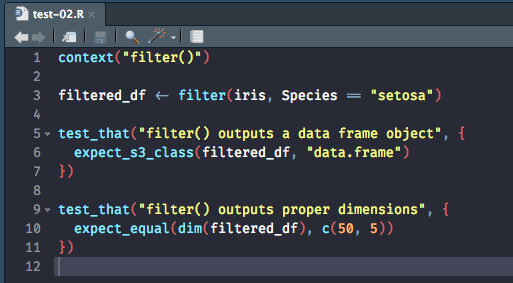 test-02.R
1 context("filter()")
2
3 filtered_df <- filter(iris, Species == "setosa")
4
5 test_that("filter() outputs a data frame object", {
6   expect_s3_class(filtered_df, "data.frame")
7 })
8
9 test_that("filter() outputs proper dimensions", {
10   expect_equal(dim(filtered_df), c(50, 5))
11 })
12